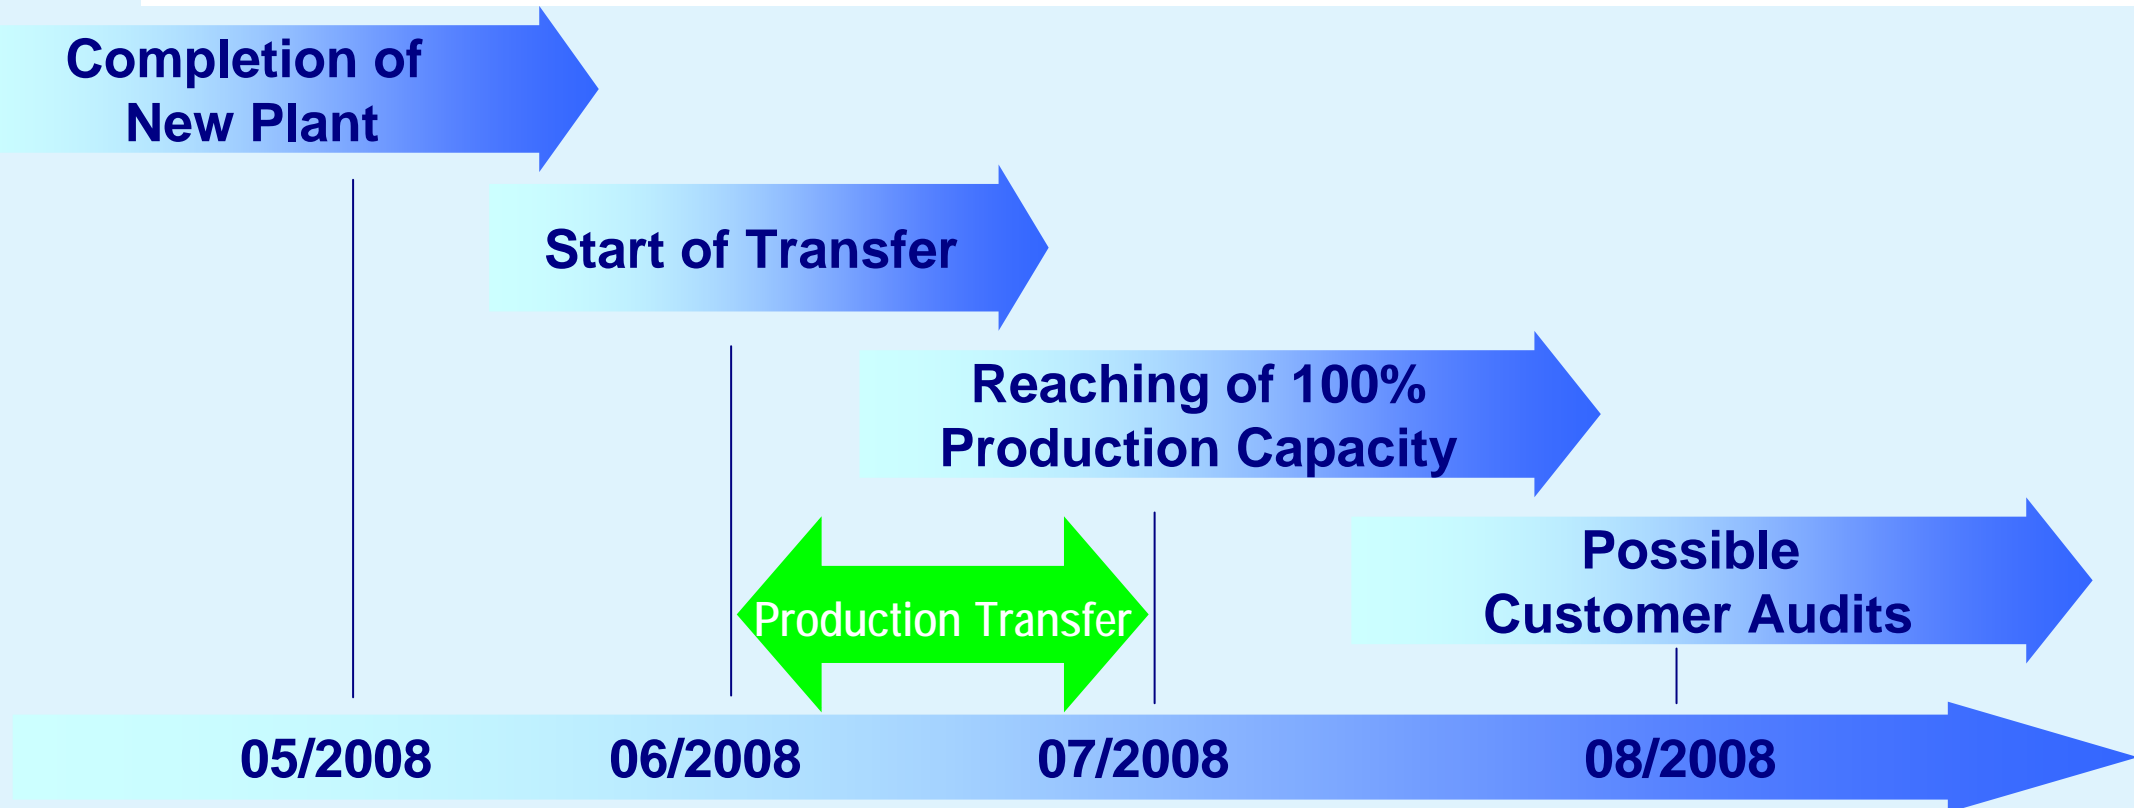 Completion of
New Plant
Start of Transfer
Reaching of 100%
Production Capacity
Production Transfer
Possible
Customer Audits
05/2008
06/2008
07/2008
08/2008